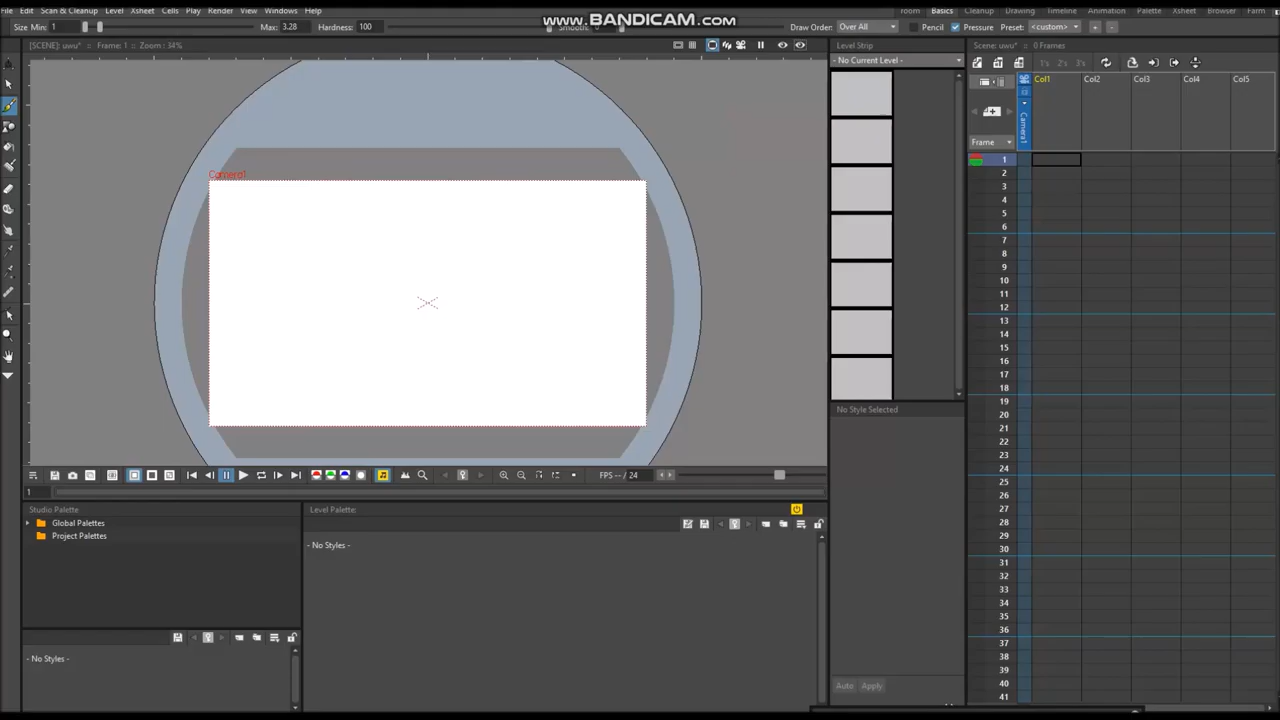 File Edit Scan & Cleanup Level Xsheet Cells Play Render View Windows Help
www.BANDICAM.com
room Basics Drawing Timeline Animation Palette Xsheet Browser Farm
Size Min: 1 Max: 3.28 Hardness: 100 Smooth: 0 Draw Order: Over All Pencil Pressure Preset: <custom> + -
[SCENE]: uwu* :: Frame: 1 :: Zoom : 34%
Level Strip
Scene: uwu* :: 0 Frames
- No Current Level -
1's 2's 3's
Col1 Col2 Col3 Col4 Col5
Camera1
Frame
Camera1
1
2
3
4
5
6
7
8
9
10
11
12
13
14
15
16
17
18
19
20
21
22
23
24
25
26
27
28
29
30
31
32
33
34
35
36
37
38
39
40
41
No Style Selected
FPS -- / 24
1
Studio Palette
Level Palette:
Global Palettes
Project Palettes
- No Styles -
- No Styles -
Auto Apply